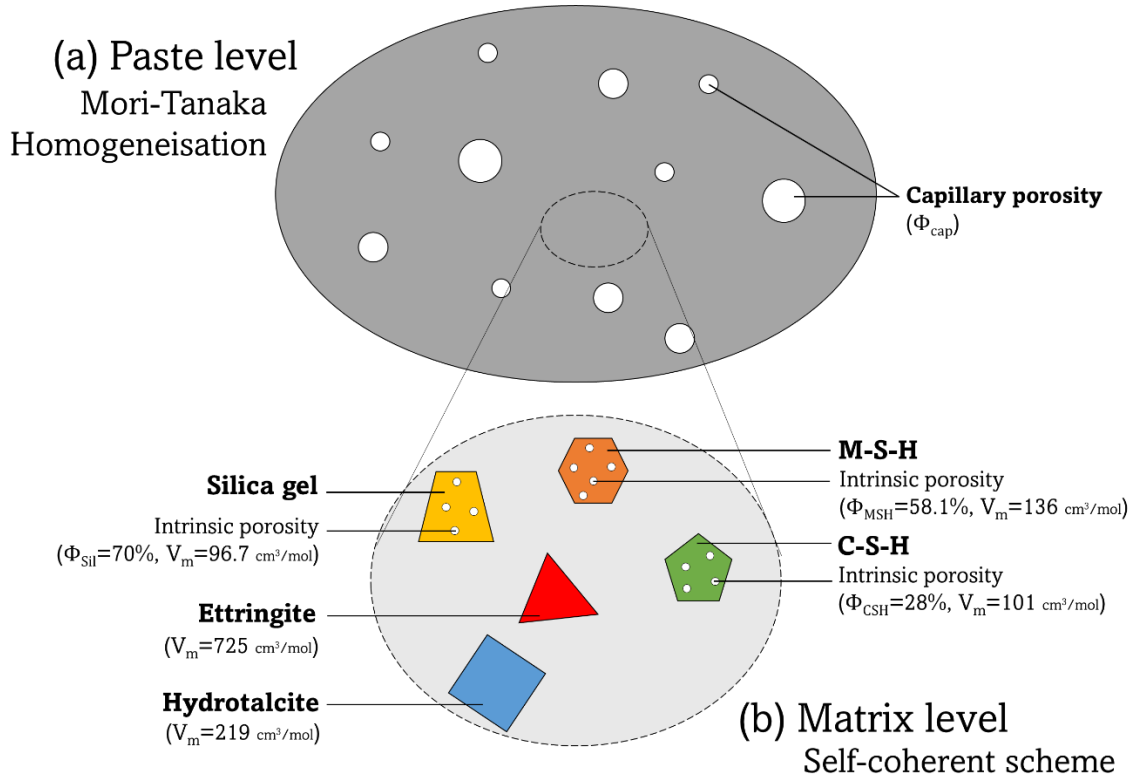 (a) Paste level
Mori-Tanaka
Homogeneisation
Capillary porosity
(Φcap)
Silica gel
Intrinsic porosity
(ΦSil=70%, Vm=96.7 cm³/mol)
Ettringite
(Vm=725 cm³/mol)
Hydrotalcite
(Vm=219 cm³/mol)
M-S-H
Intrinsic porosity
(ΦMSH=58.1%, Vm=136 cm³/mol)
C-S-H
Intrinsic porosity
(ΦCSH=28%, Vm=101 cm³/mol)
(b) Matrix level
Self-coherent scheme